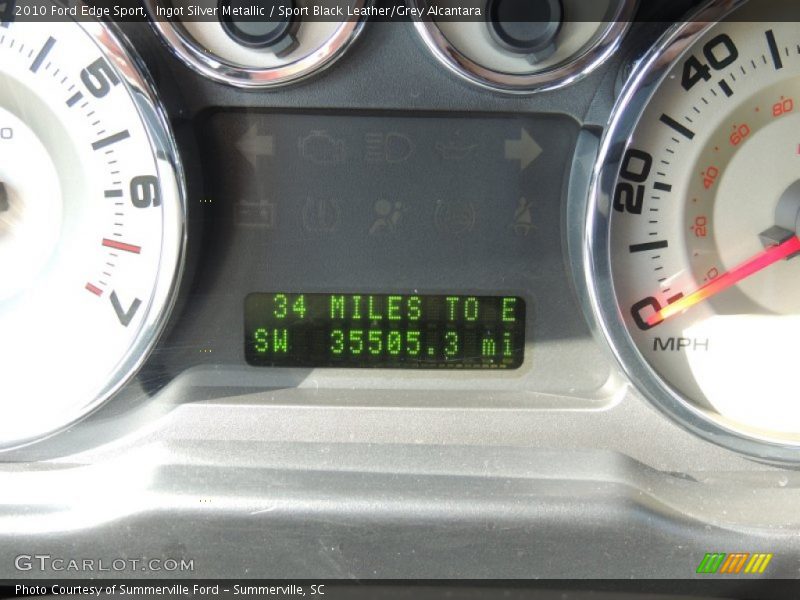 2010 Ford Edge Sport, Ingot Silver Metallic / Sport Black Leather/Grey Alcantara
40
5
80
60
6
20
40
20
34 MILES TO E
0
7
0
SW 35505.3 mi
MPH
GTCARLOT.COM
Photo Courtesy of Summerville Ford – Summerville, SC